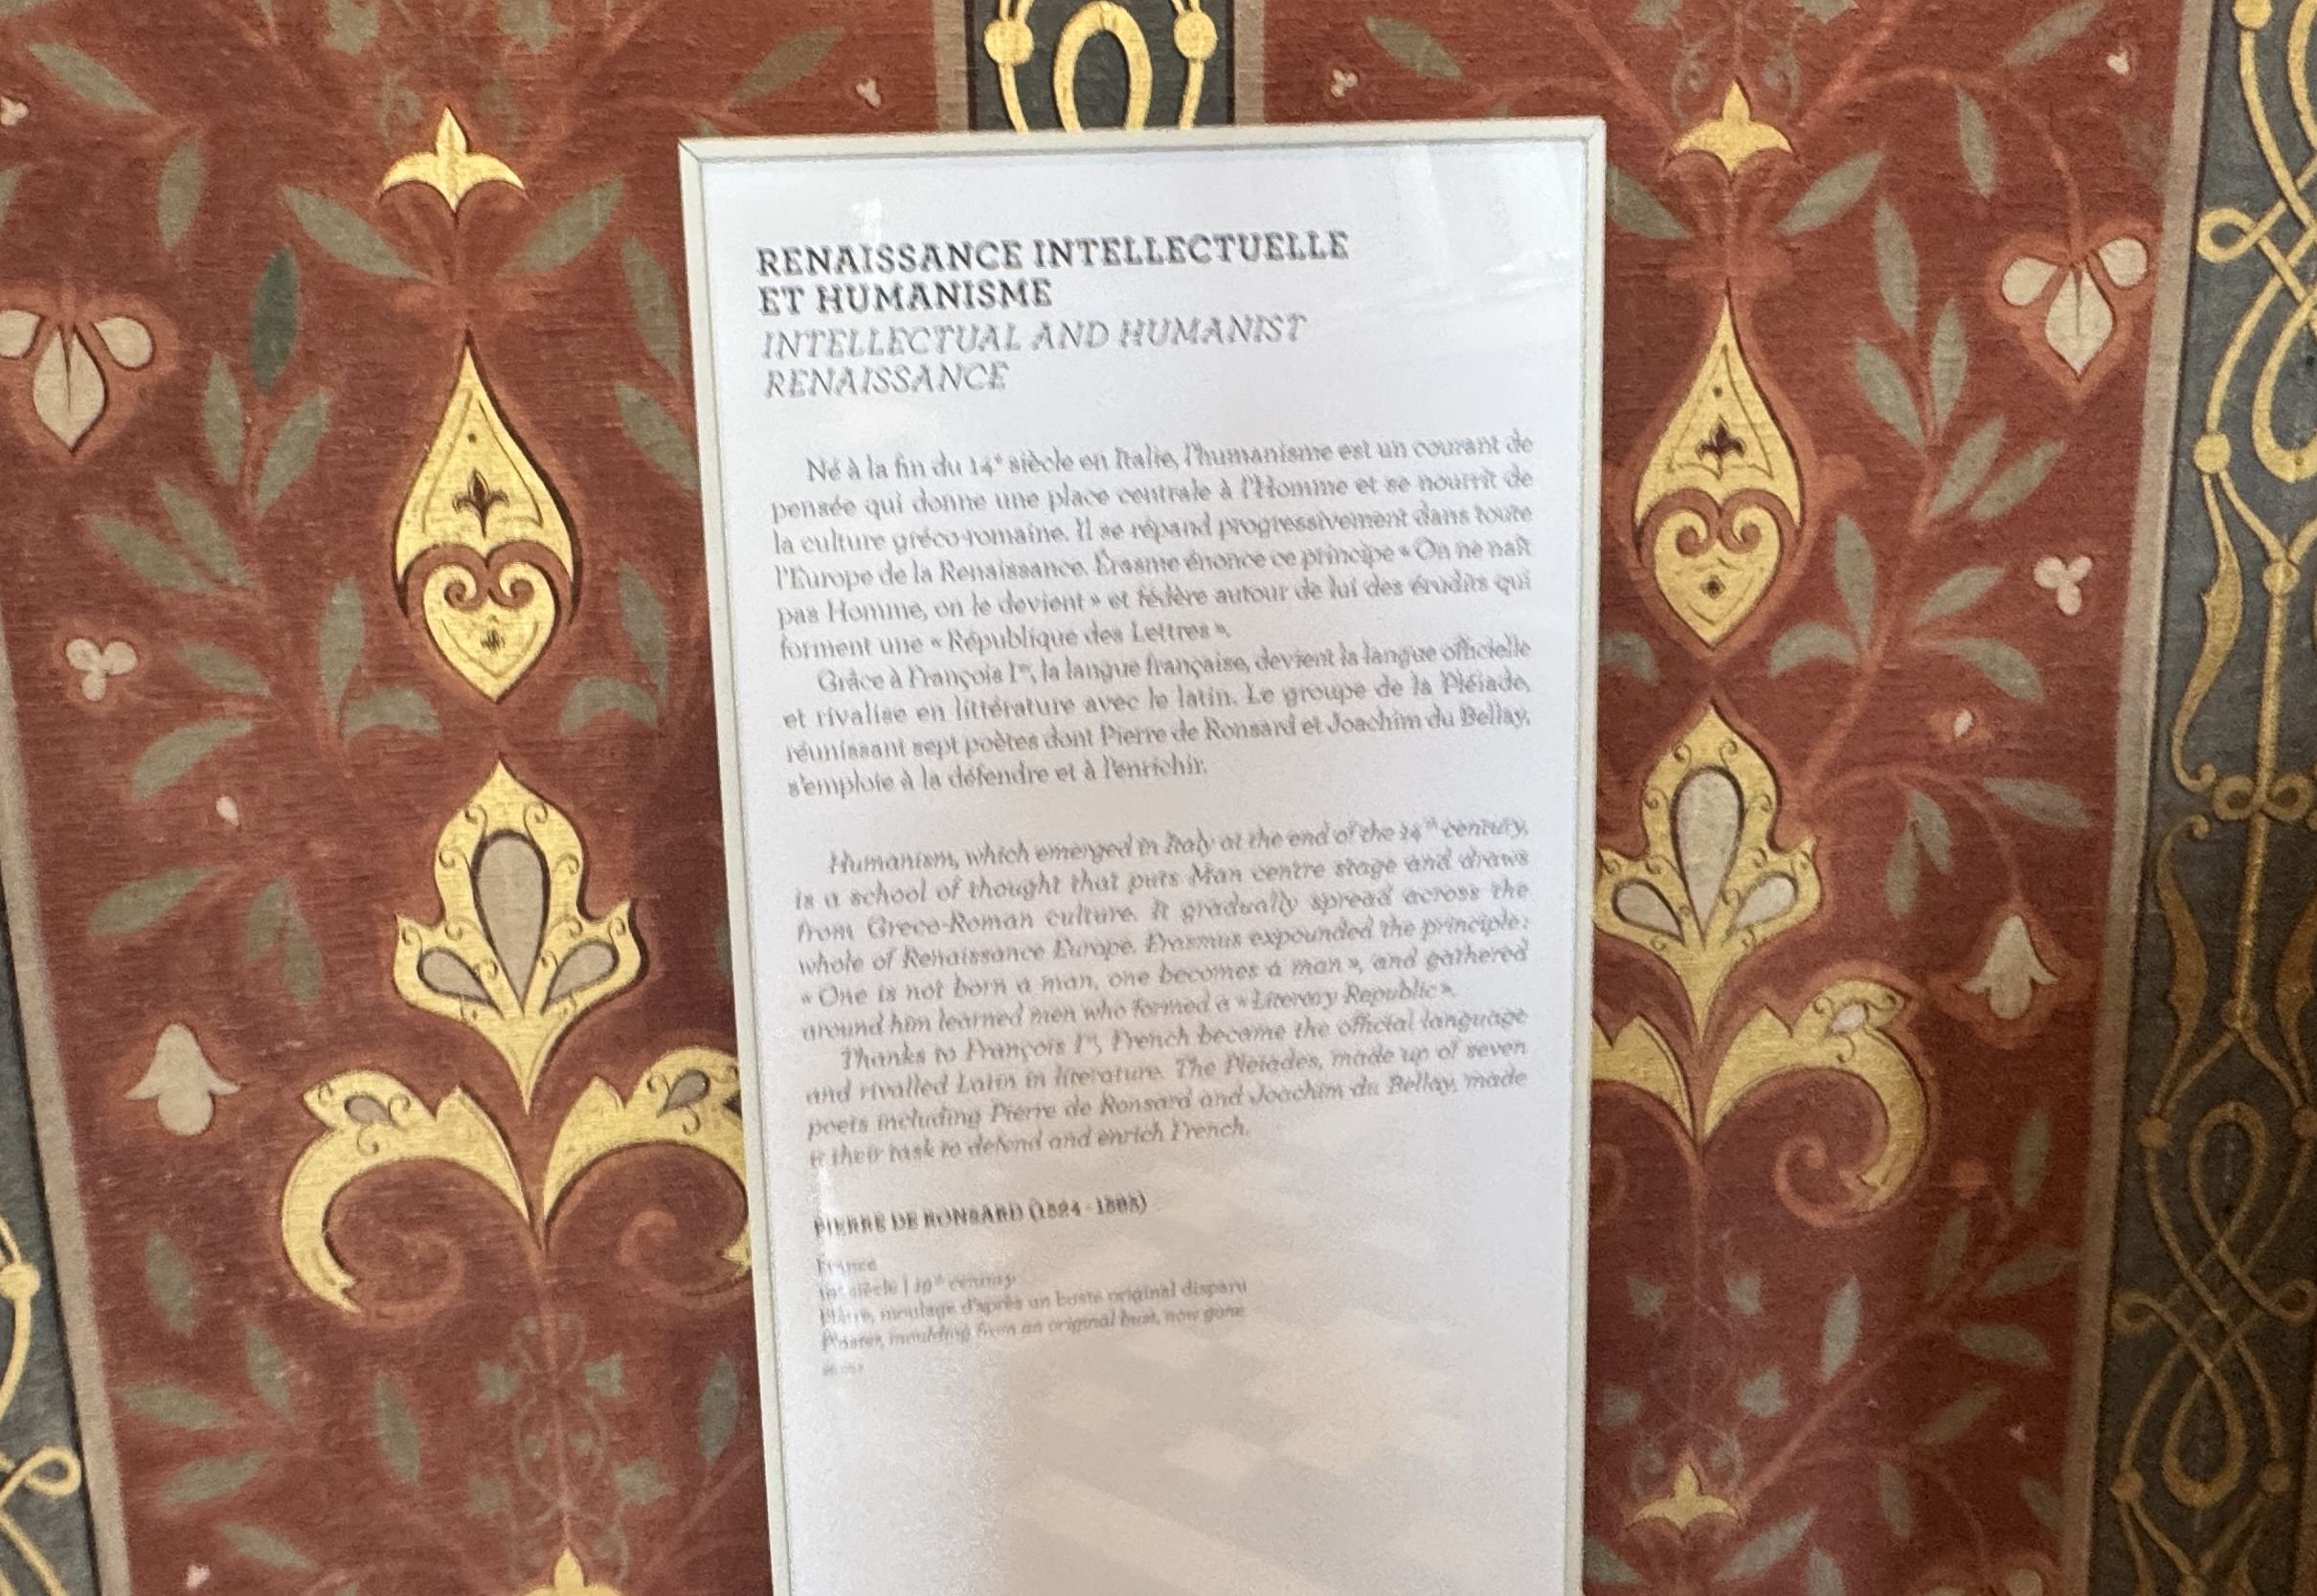 RENAISSANCE INTELLECTUELLE
ET HUMANISME
INTELLECTUAL AND HUMANIST
RENAISSANCE
Né à la fin du 14e siècle en Italie, l'humanisme est un courant de
pensée qui donne une place centrale à l'Homme et se nourrit de
la culture gréco-romaine. Il se répand progressivement dans toute
l'Europe de la Renaissance. Érasme énonce ce principe « On ne naît
pas Homme, on le devient » et fédère autour de lui des érudits qui
forment une « République des Lettres ».
Grâce à François Ier, la langue française, devient la langue officielle
et rivalise en littérature avec le latin. Le groupe de la Pléiade,
réunissant sept poètes dont Pierre de Ronsard et Joachim du Bellay,
s'emploie à la défendre et à l'enrichir.
Humanism, which emerged in Italy at the end of the 14th century,
is a school of thought that puts Man centre stage and draws
from Greco-Roman culture. It gradually spread across the
whole of Renaissance Europe. Erasmus expounded the principle:
« One is not born a man, one becomes a man », and gathered
around him learned men who formed a « Literary Republic ».
Thanks to François Ier, French became the official language
and rivalled Latin in literature. The Pleiades, made up of seven
poets including Pierre de Ronsard and Joachim du Bellay, made
it their task to defend and enrich French.
PIERRE DE RONSARD (1524 - 1585)
France
19e siècle | 19th century
Plâtre, moulage d'après un buste original disparu
Plaster, moulding from an original bust, now gone